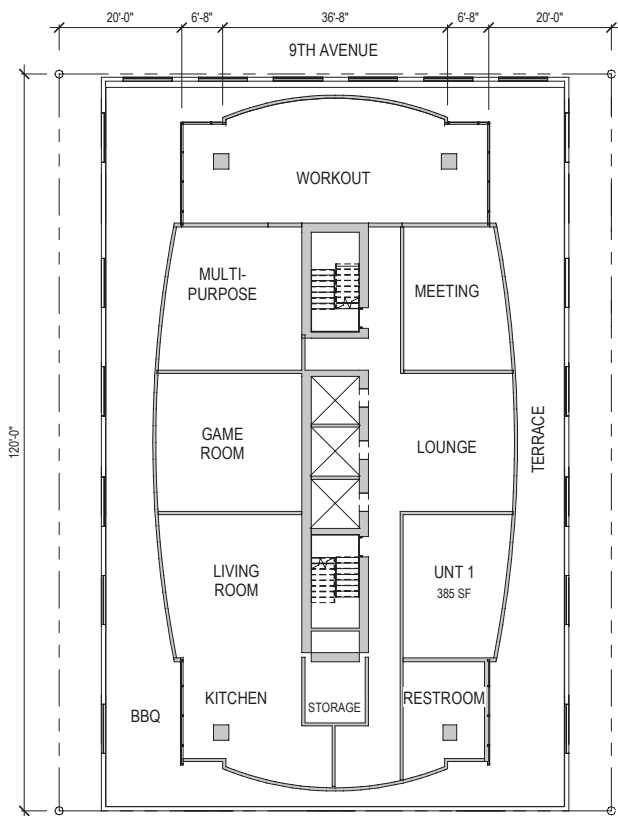 20'-0" 6'-8" 36'-8" 6'-8" 20'-0"
9TH AVENUE
120'-0"
WORKOUT
MULTI-
PURPOSE
MEETING
GAME
ROOM
LOUNGE
TERRACE
LIVING
ROOM
UNT 1
385 SF
KITCHEN
STORAGE
RESTROOM
BBQ